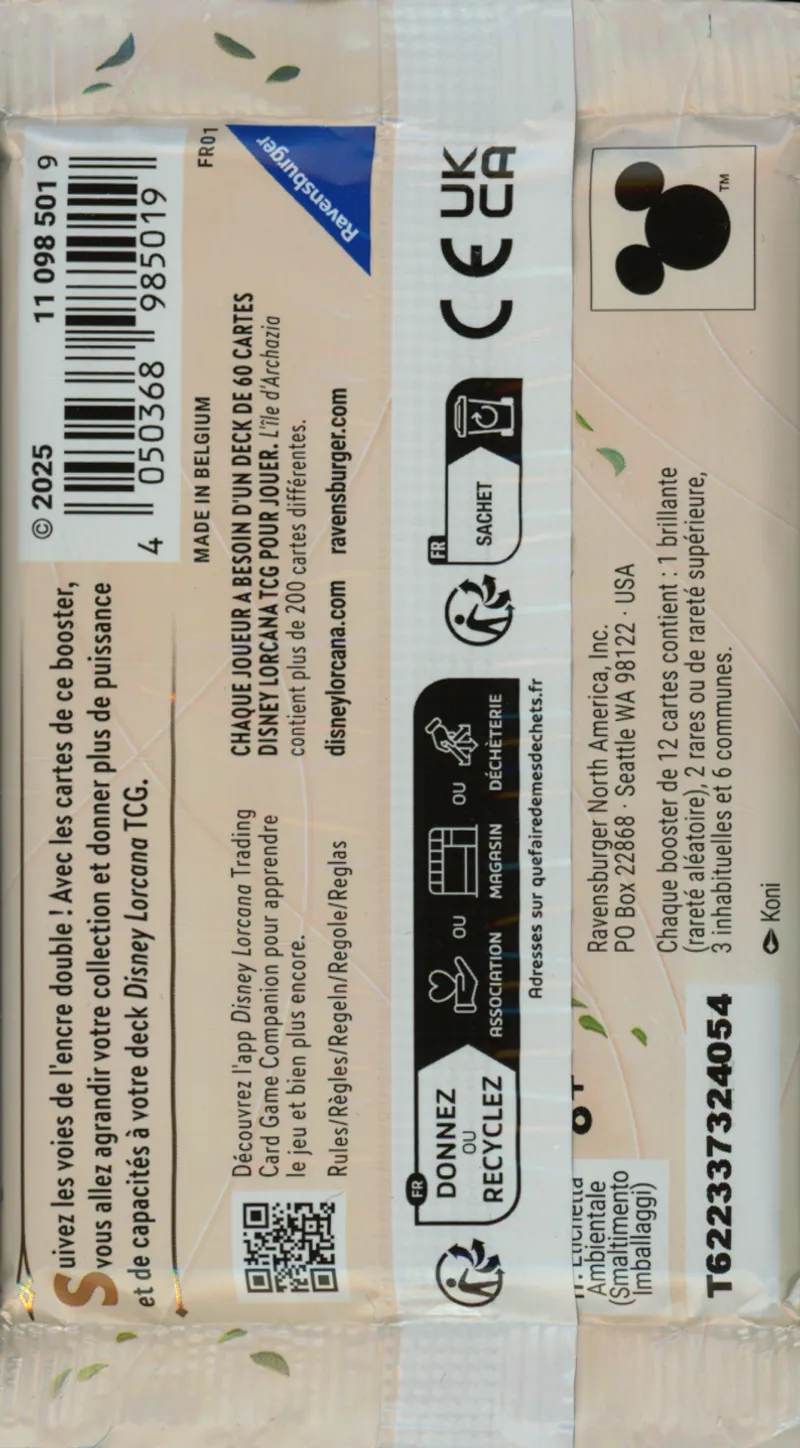 Suivez les voies de l'encre double ! Avec les cartes de ce booster,
vous allez agrandir votre collection et donner plus de puissance
et de capacités à votre deck Disney Lorcana TCG.
© 2025
11 098 501 9
4 050368 985019
MADE IN BELGIUM
FR01
Découvrez l'app Disney Lorcana Trading
Card Game Companion pour apprendre
le jeu et bien plus encore.
Rules/Règles/Regeln/Regole/Reglas
CHAQUE JOUEUR A BESOIN D'UN DECK DE 60 CARTES
DISNEY LORCANA TCG POUR JOUER. L'île d'Archazia
contient plus de 200 cartes différentes.
disneylorcana.com ravensburger.com
Ravensburger
FR
DONNEZ
OU
RECYCLEZ
ASSOCIATION
OU
MAGASIN
OU
DÉCHÈTERIE
Adresses sur quefairedemesdechets.fr
FR
SACHET
CE
UK
CA
Ambientale
(Smaltimento
Imballaggi)
Ravensburger North America, Inc.
PO Box 22868 · Seattle WA 98122 · USA
Chaque booster de 12 cartes contient : 1 brillante
(rareté aléatoire), 2 rares ou de rareté supérieure,
3 inhabituelles et 6 communes.
Koni
T62233732405​4
TM